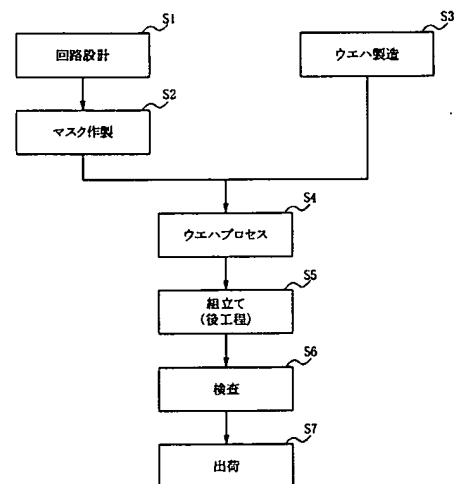 S1
回路設計
S3
ウエハ製造
S2
マスク作製
S4
ウエハプロセス
S5
組立て
(後工程)
S6
検査
S7
出荷